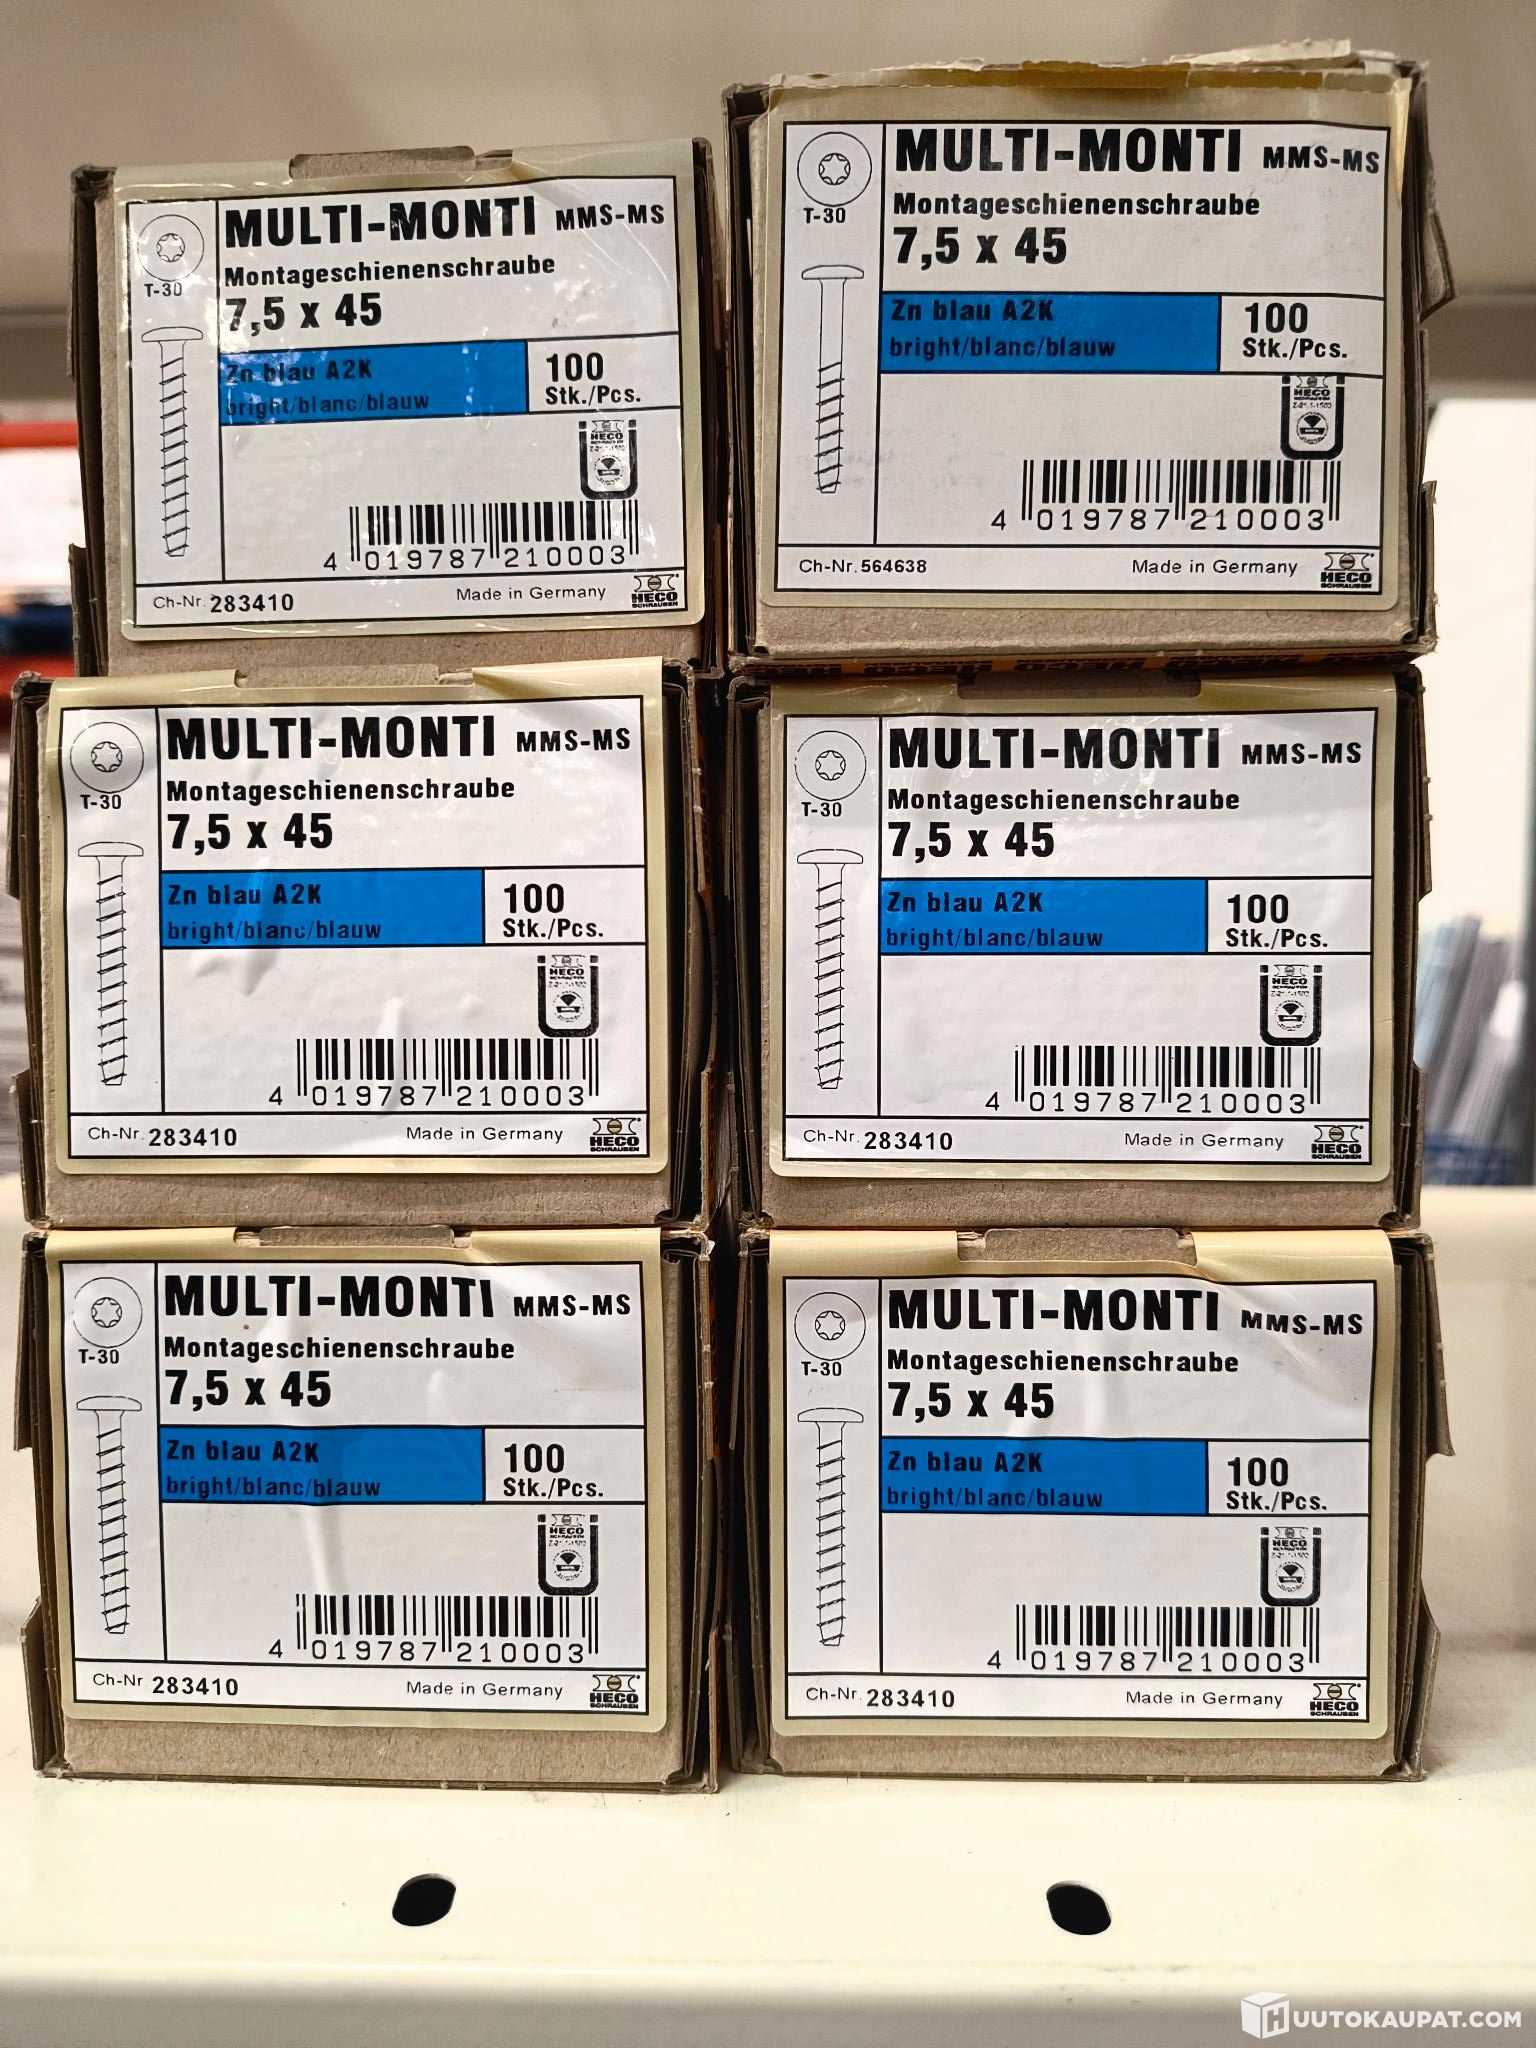 MULTI-MONTI MMS-MS
Montageschienenschraube
T-30
7,5 x 45
Zn blau A2K
bright/blanc/blauw
100
Stk./Pcs.
HECO
4 019787 210003
Ch-Nr. 283410
Made in Germany
HECO
SCHRAUBEN
MULTI-MONTI MMS-MS
Montageschienenschraube
T-30
7,5 x 45
Zn blau A2K
bright/blanc/blauw
100
Stk./Pcs.
HECO
4 019787 210003
Ch-Nr. 564638
Made in Germany
HECO
SCHRAUBEN
HECO HECO HECO
MULTI-MONTI MMS-MS
Montageschienenschraube
T-30
7,5 x 45
Zn blau A2K
bright/blanc/blauw
100
Stk./Pcs.
HECO
4 019787 210003
Ch-Nr. 283410
Made in Germany
HECO
SCHRAUBEN
MULTI-MONTI MMS-MS
Montageschienenschraube
T-30
7,5 x 45
Zn blau A2K
bright/blanc/blauw
100
Stk./Pcs.
HECO
4 019787 210003
Ch-Nr. 283410
Made in Germany
HECO
SCHRAUBEN
MULTI-MONTI MMS-MS
Montageschienenschraube
T-30
7,5 x 45
Zn blau A2K
bright/blanc/blauw
100
Stk./Pcs.
HECO
4 019787 210003
Ch-Nr. 283410
Made in Germany
HECO
SCHRAUBEN
MULTI-MONTI MMS-MS
Montageschienenschraube
T-30
7,5 x 45
Zn blau A2K
bright/blanc/blauw
100
Stk./Pcs.
HECO
4 019787 210003
Ch-Nr. 283410
Made in Germany
HECO
SCHRAUBEN
HUUTOKAUPAT.COM